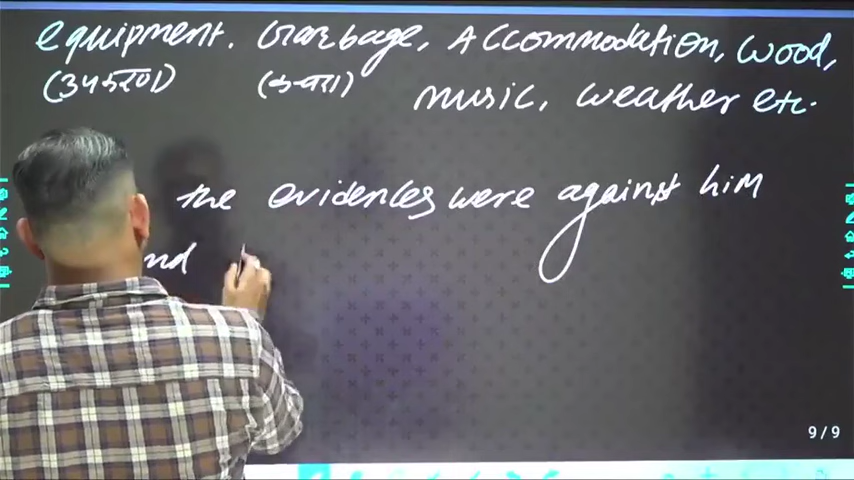 equipment. Garbage, Accommodation, wood,
(उपकरण) (कचरा)
music, weather etc.
the evidences were against him
nd
9/9